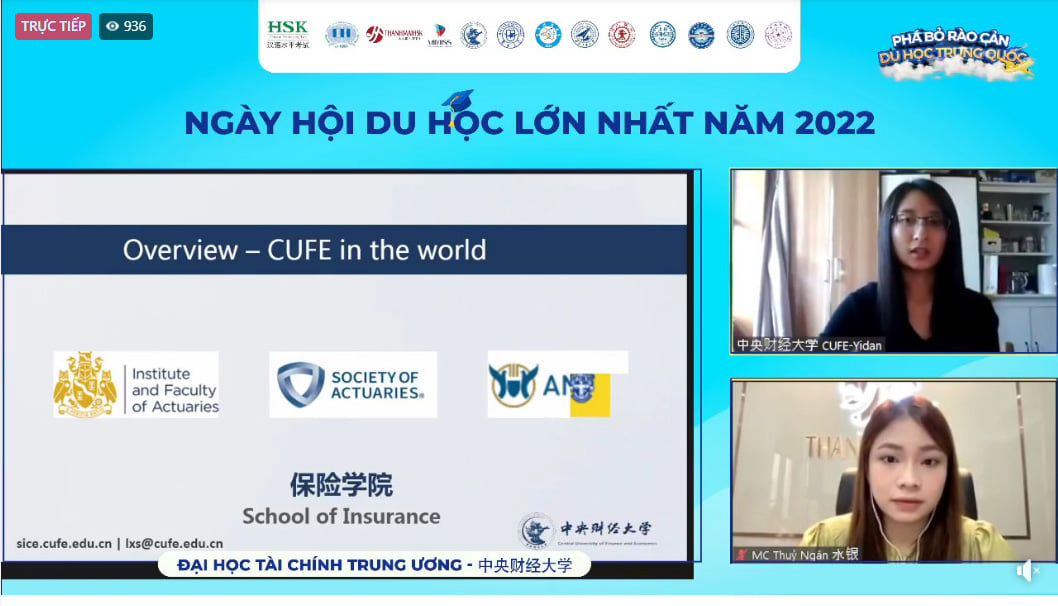 TRỰC TIẾP
936
HSK
汉语水平考试
THANHMAIHSK
PHÁ BỎ RÀO CẢN
DU HỌC TRUNG QUỐC
NGÀY HỘI DU HỌC LỚN NHẤT NĂM 2022
Overview – CUFE in the world
Institute
and Faculty
of Actuaries
SOCIETY OF
ACTUARIES®
保险学院
School of Insurance
sice.cufe.edu.cn | lxs@cufe.edu.cn
中央财经大学
Central University of Finance and Economics
ĐẠI HỌC TÀI CHÍNH TRUNG ƯƠNG - 中央财经大学
中央财经大学 CUFE-Yidan
THAN
MC Thuỷ Ngân 水银